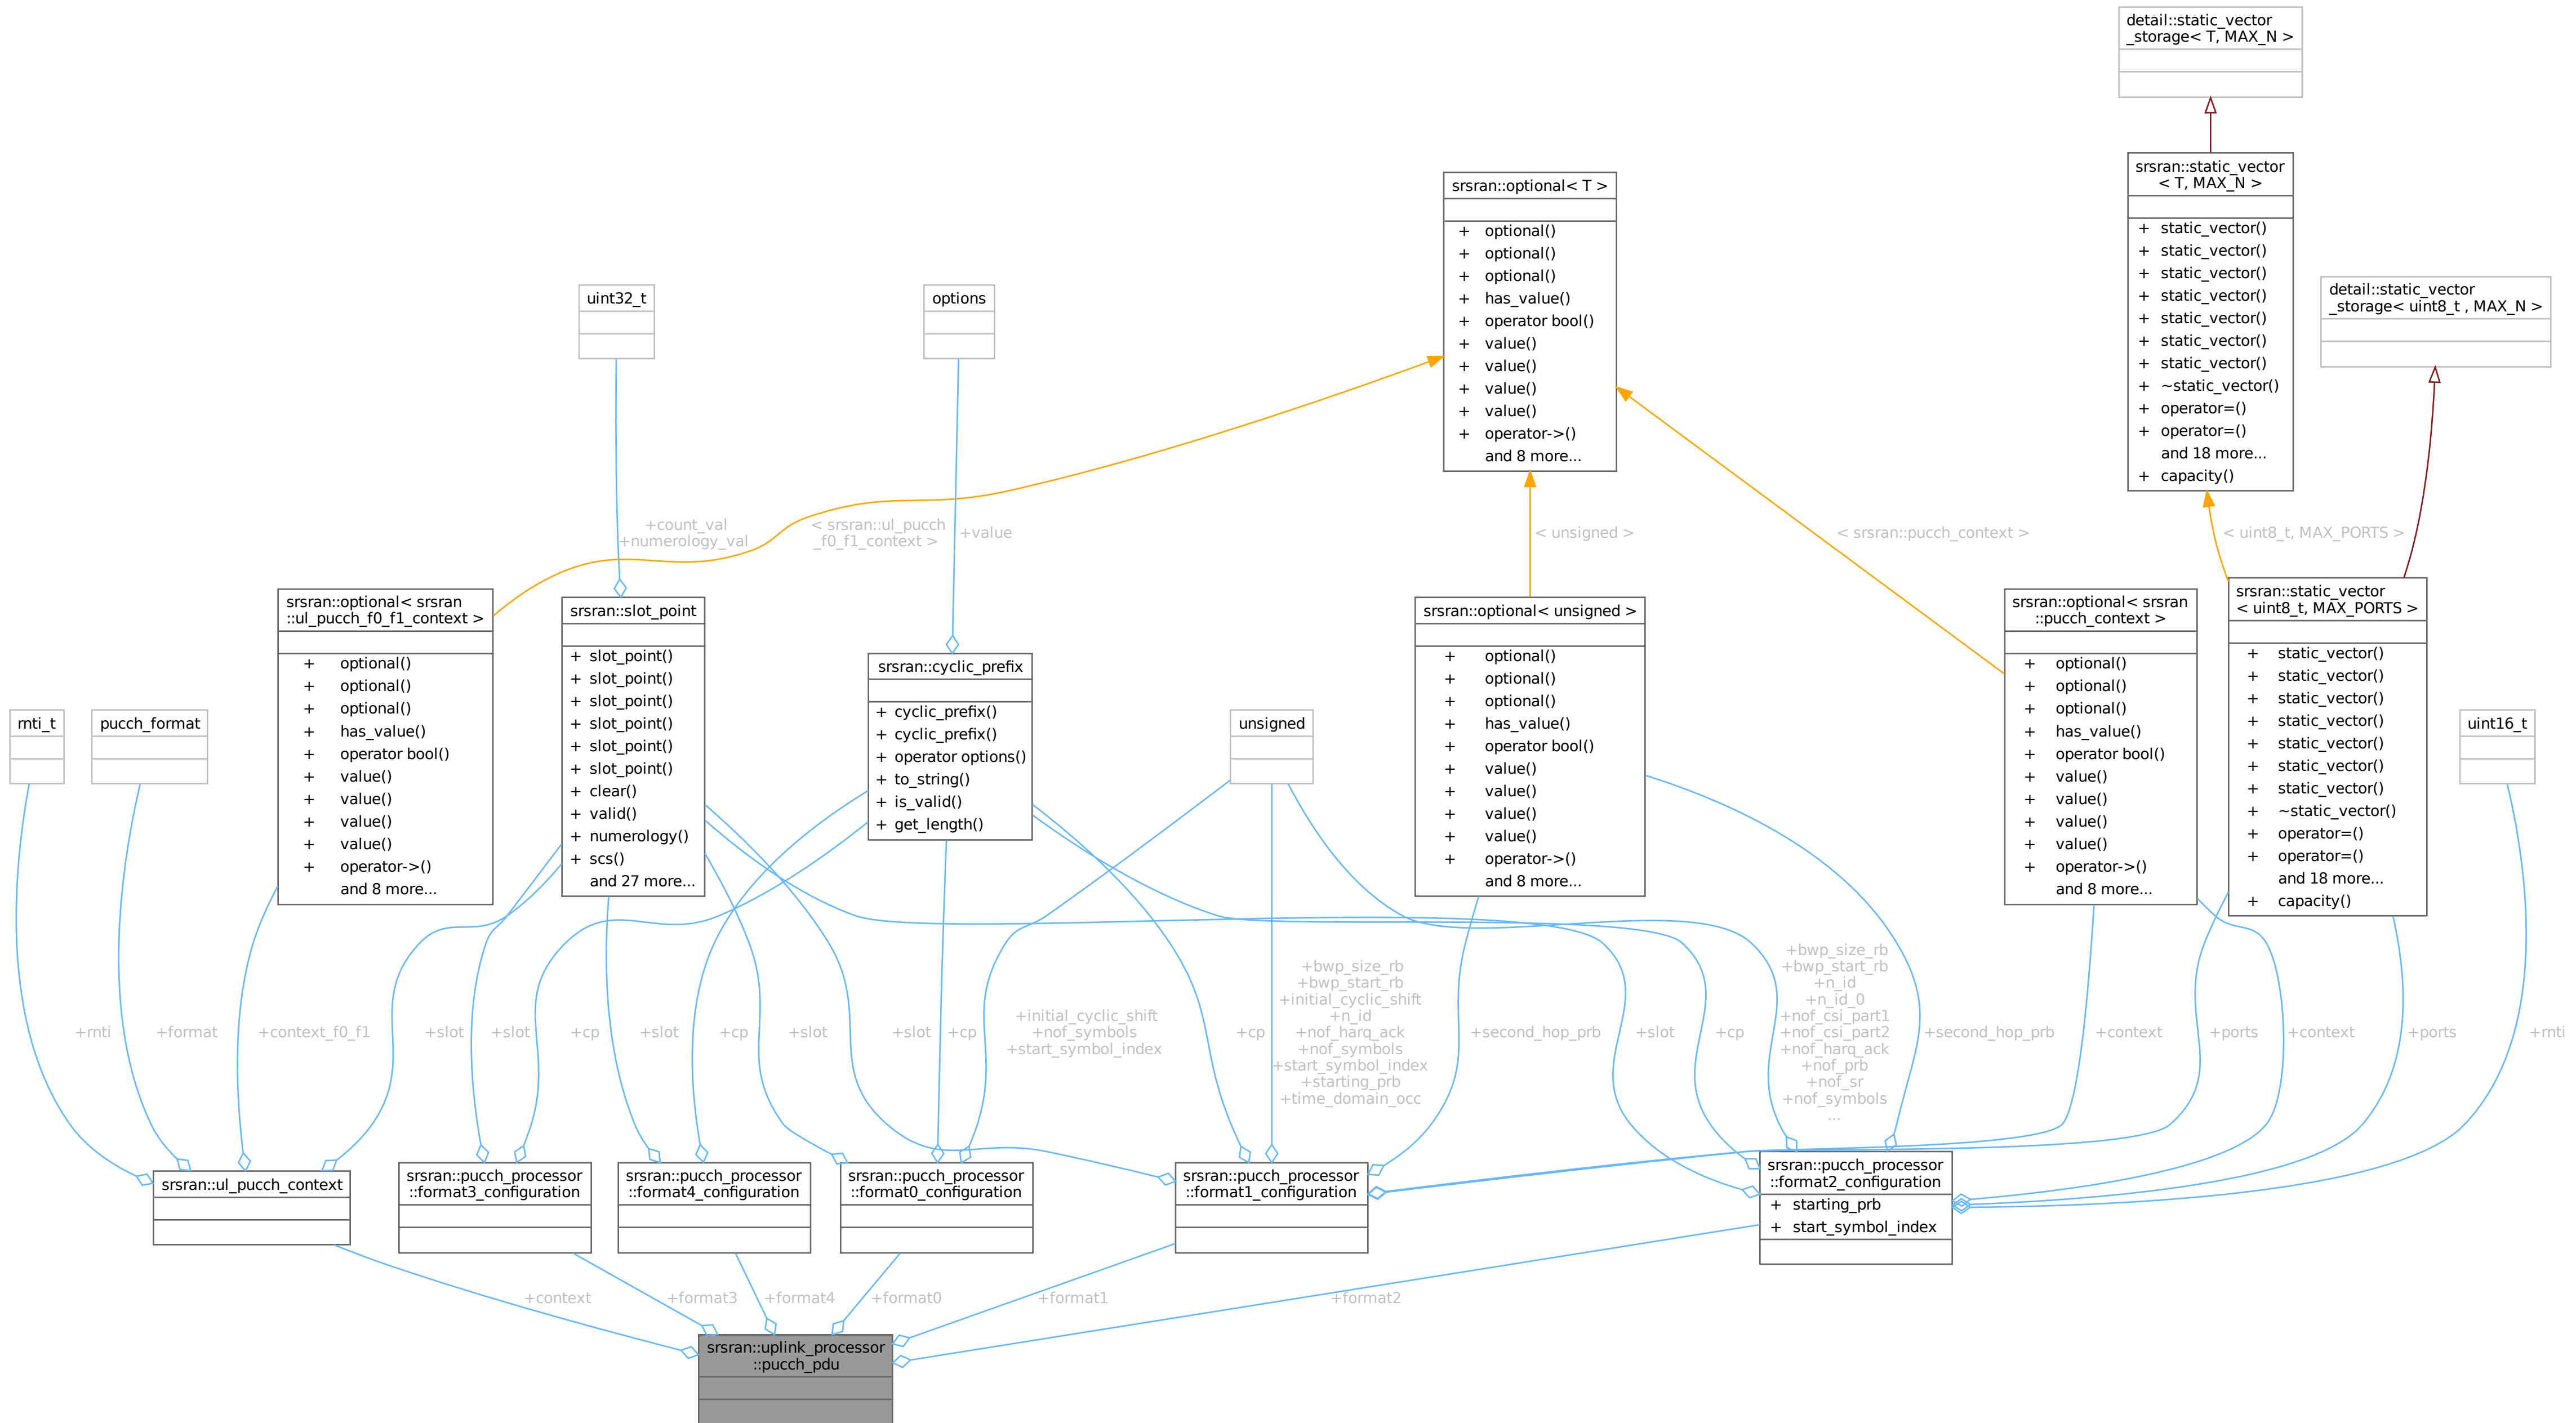 detail::static_vector
_storage< T, MAX_N >
srsran::static_vector
< T, MAX_N >
+ static_vector()
+ static_vector()
+ static_vector()
+ static_vector()
+ static_vector()
+ static_vector()
+ static_vector()
+ ~static_vector()
+ operator=()
+ operator=()
and 18 more...
+ capacity()
srsran::optional< T >
+ optional()
+ optional()
+ optional()
+ has_value()
+ operator bool()
+ value()
+ value()
+ value()
+ value()
+ operator->()
and 8 more...
detail::static_vector
_storage< uint8_t , MAX_N >
uint32_t
options
+count_val
+numerology_val
< srsran::ul_pucch
_f0_f1_context >
+value
< unsigned >
< srsran::pucch_context >
< uint8_t, MAX_PORTS >
srsran::optional< srsran
::ul_pucch_f0_f1_context >
+ optional()
+ optional()
+ optional()
+ has_value()
+ operator bool()
+ value()
+ value()
+ value()
+ value()
+ operator->()
and 8 more...
srsran::slot_point
+ slot_point()
+ slot_point()
+ slot_point()
+ slot_point()
+ slot_point()
+ slot_point()
+ clear()
+ valid()
+ numerology()
+ scs()
and 27 more...
srsran::cyclic_prefix
+ cyclic_prefix()
+ cyclic_prefix()
+ operator options()
+ to_string()
+ is_valid()
+ get_length()
srsran::optional< unsigned >
+ optional()
+ optional()
+ optional()
+ has_value()
+ operator bool()
+ value()
+ value()
+ value()
+ value()
+ operator->()
and 8 more...
srsran::optional< srsran
::pucch_context >
+ optional()
+ optional()
+ optional()
+ has_value()
+ operator bool()
+ value()
+ value()
+ value()
+ value()
+ operator->()
and 8 more...
srsran::static_vector
< uint8_t, MAX_PORTS >
+ static_vector()
+ static_vector()
+ static_vector()
+ static_vector()
+ static_vector()
+ static_vector()
+ static_vector()
+ ~static_vector()
+ operator=()
+ operator=()
and 18 more...
+ capacity()
rnti_t
pucch_format
unsigned
uint16_t
+rnti
+format
+context_f0_f1
+slot
+slot
+cp
+slot
+cp
+slot
+slot
+cp
+initial_cyclic_shift
+nof_symbols
+start_symbol_index
+cp
+bwp_size_rb
+bwp_start_rb
+initial_cyclic_shift
+n_id
+nof_harq_ack
+nof_symbols
+start_symbol_index
+starting_prb
+time_domain_occ
+second_hop_prb
+slot
+cp
+bwp_size_rb
+bwp_start_rb
+n_id
+n_id_0
+nof_csi_part1
+nof_csi_part2
+nof_harq_ack
+nof_prb
+nof_sr
+nof_symbols
...
+second_hop_prb
+context
+ports
+context
+ports
+rnti
srsran::ul_pucch_context
srsran::pucch_processor
::format3_configuration
srsran::pucch_processor
::format4_configuration
srsran::pucch_processor
::format0_configuration
srsran::pucch_processor
::format1_configuration
srsran::pucch_processor
::format2_configuration
+ starting_prb
+ start_symbol_index
+context
+format3
+format4
+format0
+format1
+format2
srsran::uplink_processor
::pucch_pdu